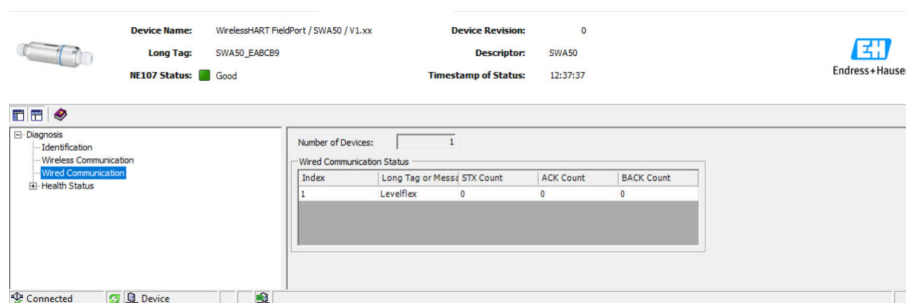 Device Name: WirelessHART FieldPort / SWA50 / V1.xx Device Revision: 0
Long Tag: SWA50_EABCB9 Descriptor: SWA50
NE107 Status: Good Timestamp of Status: 12:37:37
EH
Endress+Hauser
Diagnosis
Identification
Wireless Communication
Wired Communication
Health Status
Number of Devices: 1
Wired Communication Status
Index Long Tag or Messa STX Count ACK Count BACK Count
1 Levelflex 0 0 0
Connected Device